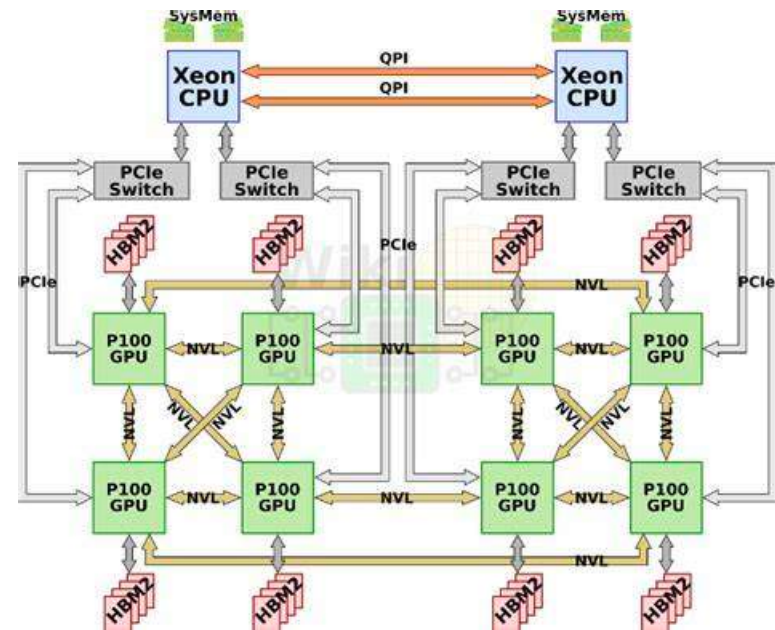 SysMem
SysMem
Xeon
CPU
QPI
QPI
Xeon
CPU
PCIe
Switch
PCIe
Switch
PCIe
Switch
PCIe
Switch
HBM2
HBM2
HBM2
HBM2
PCIe
PCIe
PCIe
Wiki
NVL
P100
GPU
NVL
P100
GPU
NVL
P100
GPU
NVL
P100
GPU
NVL
NVL
NVL
NVL
NVL
NVL
NVL
NVL
P100
GPU
NVL
P100
GPU
NVL
P100
GPU
NVL
P100
GPU
NVL
HBM2
HBM2
HBM2
HBM2